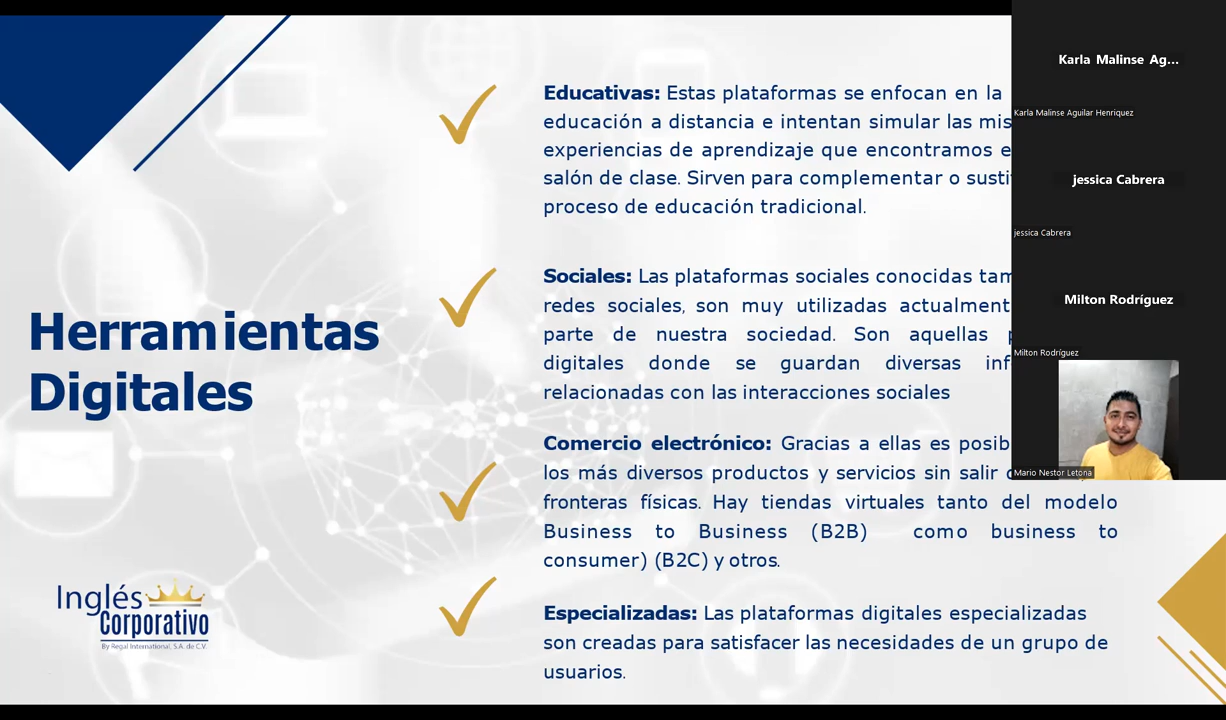 Herramientas
Digitales
Educativas: Estas plataformas se enfocan en la
educación a distancia e intentan simular las
experiencias de aprendizaje que encontramos
salón de clase. Sirven para complementar o
proceso de educación tradicional.
Sociales: Las plataformas sociales conocidas
redes sociales, son muy utilizadas
parte de nuestra sociedad. Son aquellas
digitales donde se guardan diversas
relacionadas con las interacciones sociales
Comercio electrónico: Gracias a ellas es
los más diversos productos y servicios sin salir
fronteras físicas. Hay tiendas virtuales tanto del modelo
Business to Business (B2B) como business to
consumer) (B2C) y otros.
Especializadas: Las plataformas digitales especializadas
son creadas para satisfacer las necesidades de un grupo de
usuarios.
Inglés
Corporativo
By Regal International, S.A. de C.V.
Karla Malinse Ag...
Karla Malinse Aguilar Henriquez
jessica Cabrera
jessica Cabrera
Milton Rodríguez
Milton Rodríguez
Mario Nestor Letona